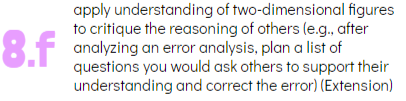 8.f
apply understanding of two-dimensional figures
to critique the reasoning of others (e.g., after
analyzing an error analysis, plan a list of
questions you would ask others to support their
understanding and correct the error) (Extension)